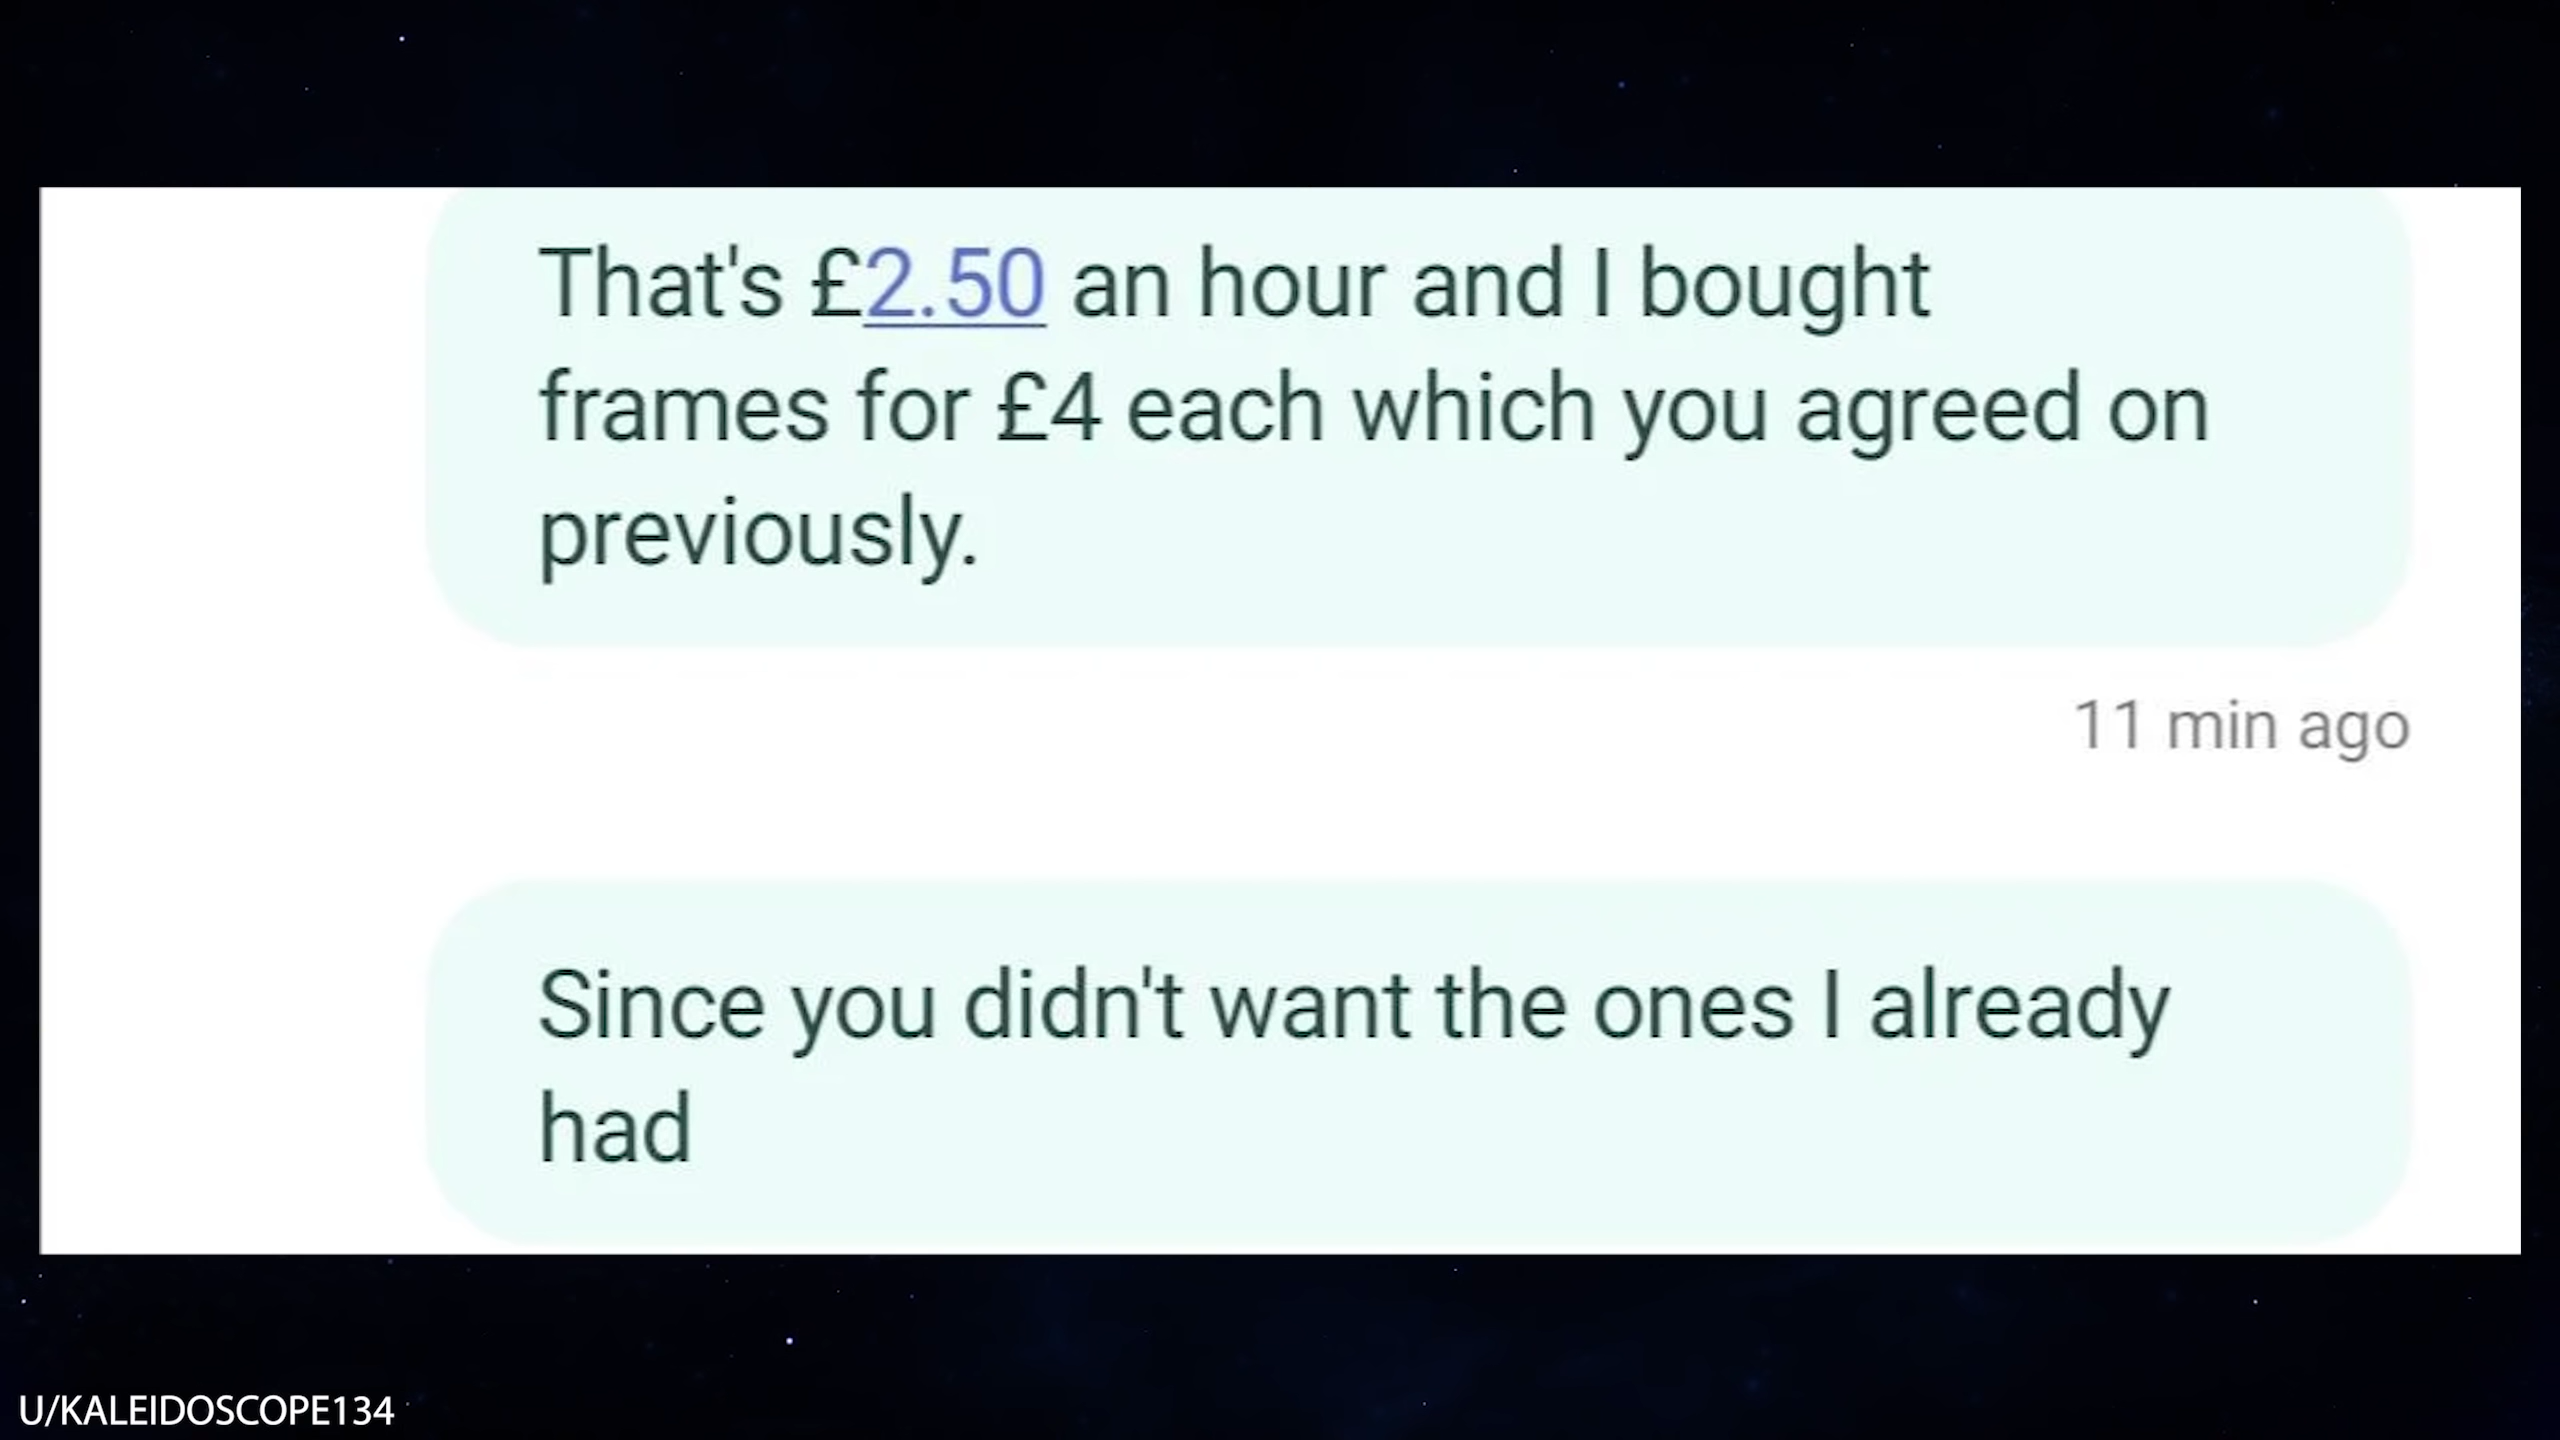 That's £2.50 an hour and I bought
frames for £4 each which you agreed on
previously.
11 min ago
Since you didn't want the ones I already
had
U/KALEIDOSCOPE134